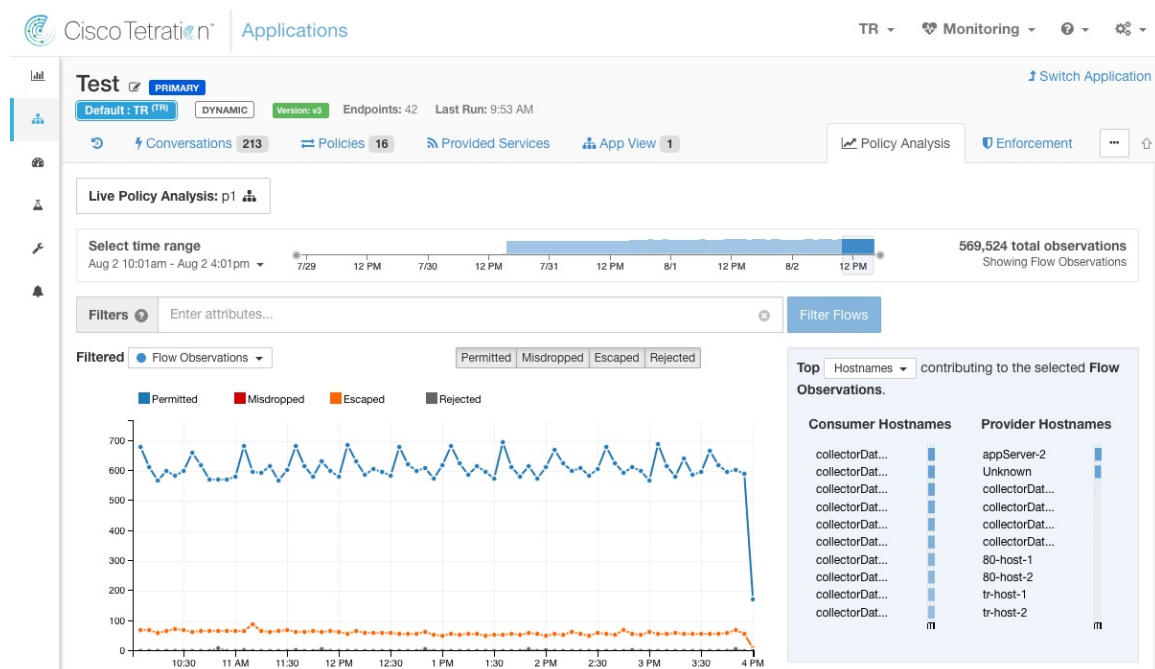 Cisco Tetration™ Applications TR Monitoring
Test PRIMARY Switch Application
Default : TR (TR) DYNAMIC Version: v3 Endpoints: 42 Last Run: 9:53 AM
Conversations 213 Policies 16 Provided Services App View 1 Policy Analysis Enforcement ...
Live Policy Analysis: p1
Select time range
Aug 2 10:01am - Aug 2 4:01pm
7/29 12 PM 7/30 12 PM 7/31 12 PM 8/1 12 PM 8/2 12 PM
569,524 total observations
Showing Flow Observations
Filters ? Enter attributes... Filter Flows
Filtered Flow Observations Permitted Misdropped Escaped Rejected
Permitted Misdropped Escaped Rejected
700
600
500
400
300
200
100
0
10:30 11 AM 11:30 12 PM 12:30 1 PM 1:30 2 PM 2:30 3 PM 3:30 4 PM
Top Hostnames contributing to the selected Flow
Observations.
Consumer Hostnames Provider Hostnames
collectorDat... appServer-2
collectorDat... Unknown
collectorDat... collectorDat...
collectorDat... collectorDat...
collectorDat... collectorDat...
collectorDat... collectorDat...
collectorDat... 80-host-1
collectorDat... 80-host-2
collectorDat... tr-host-1
collectorDat... tr-host-2